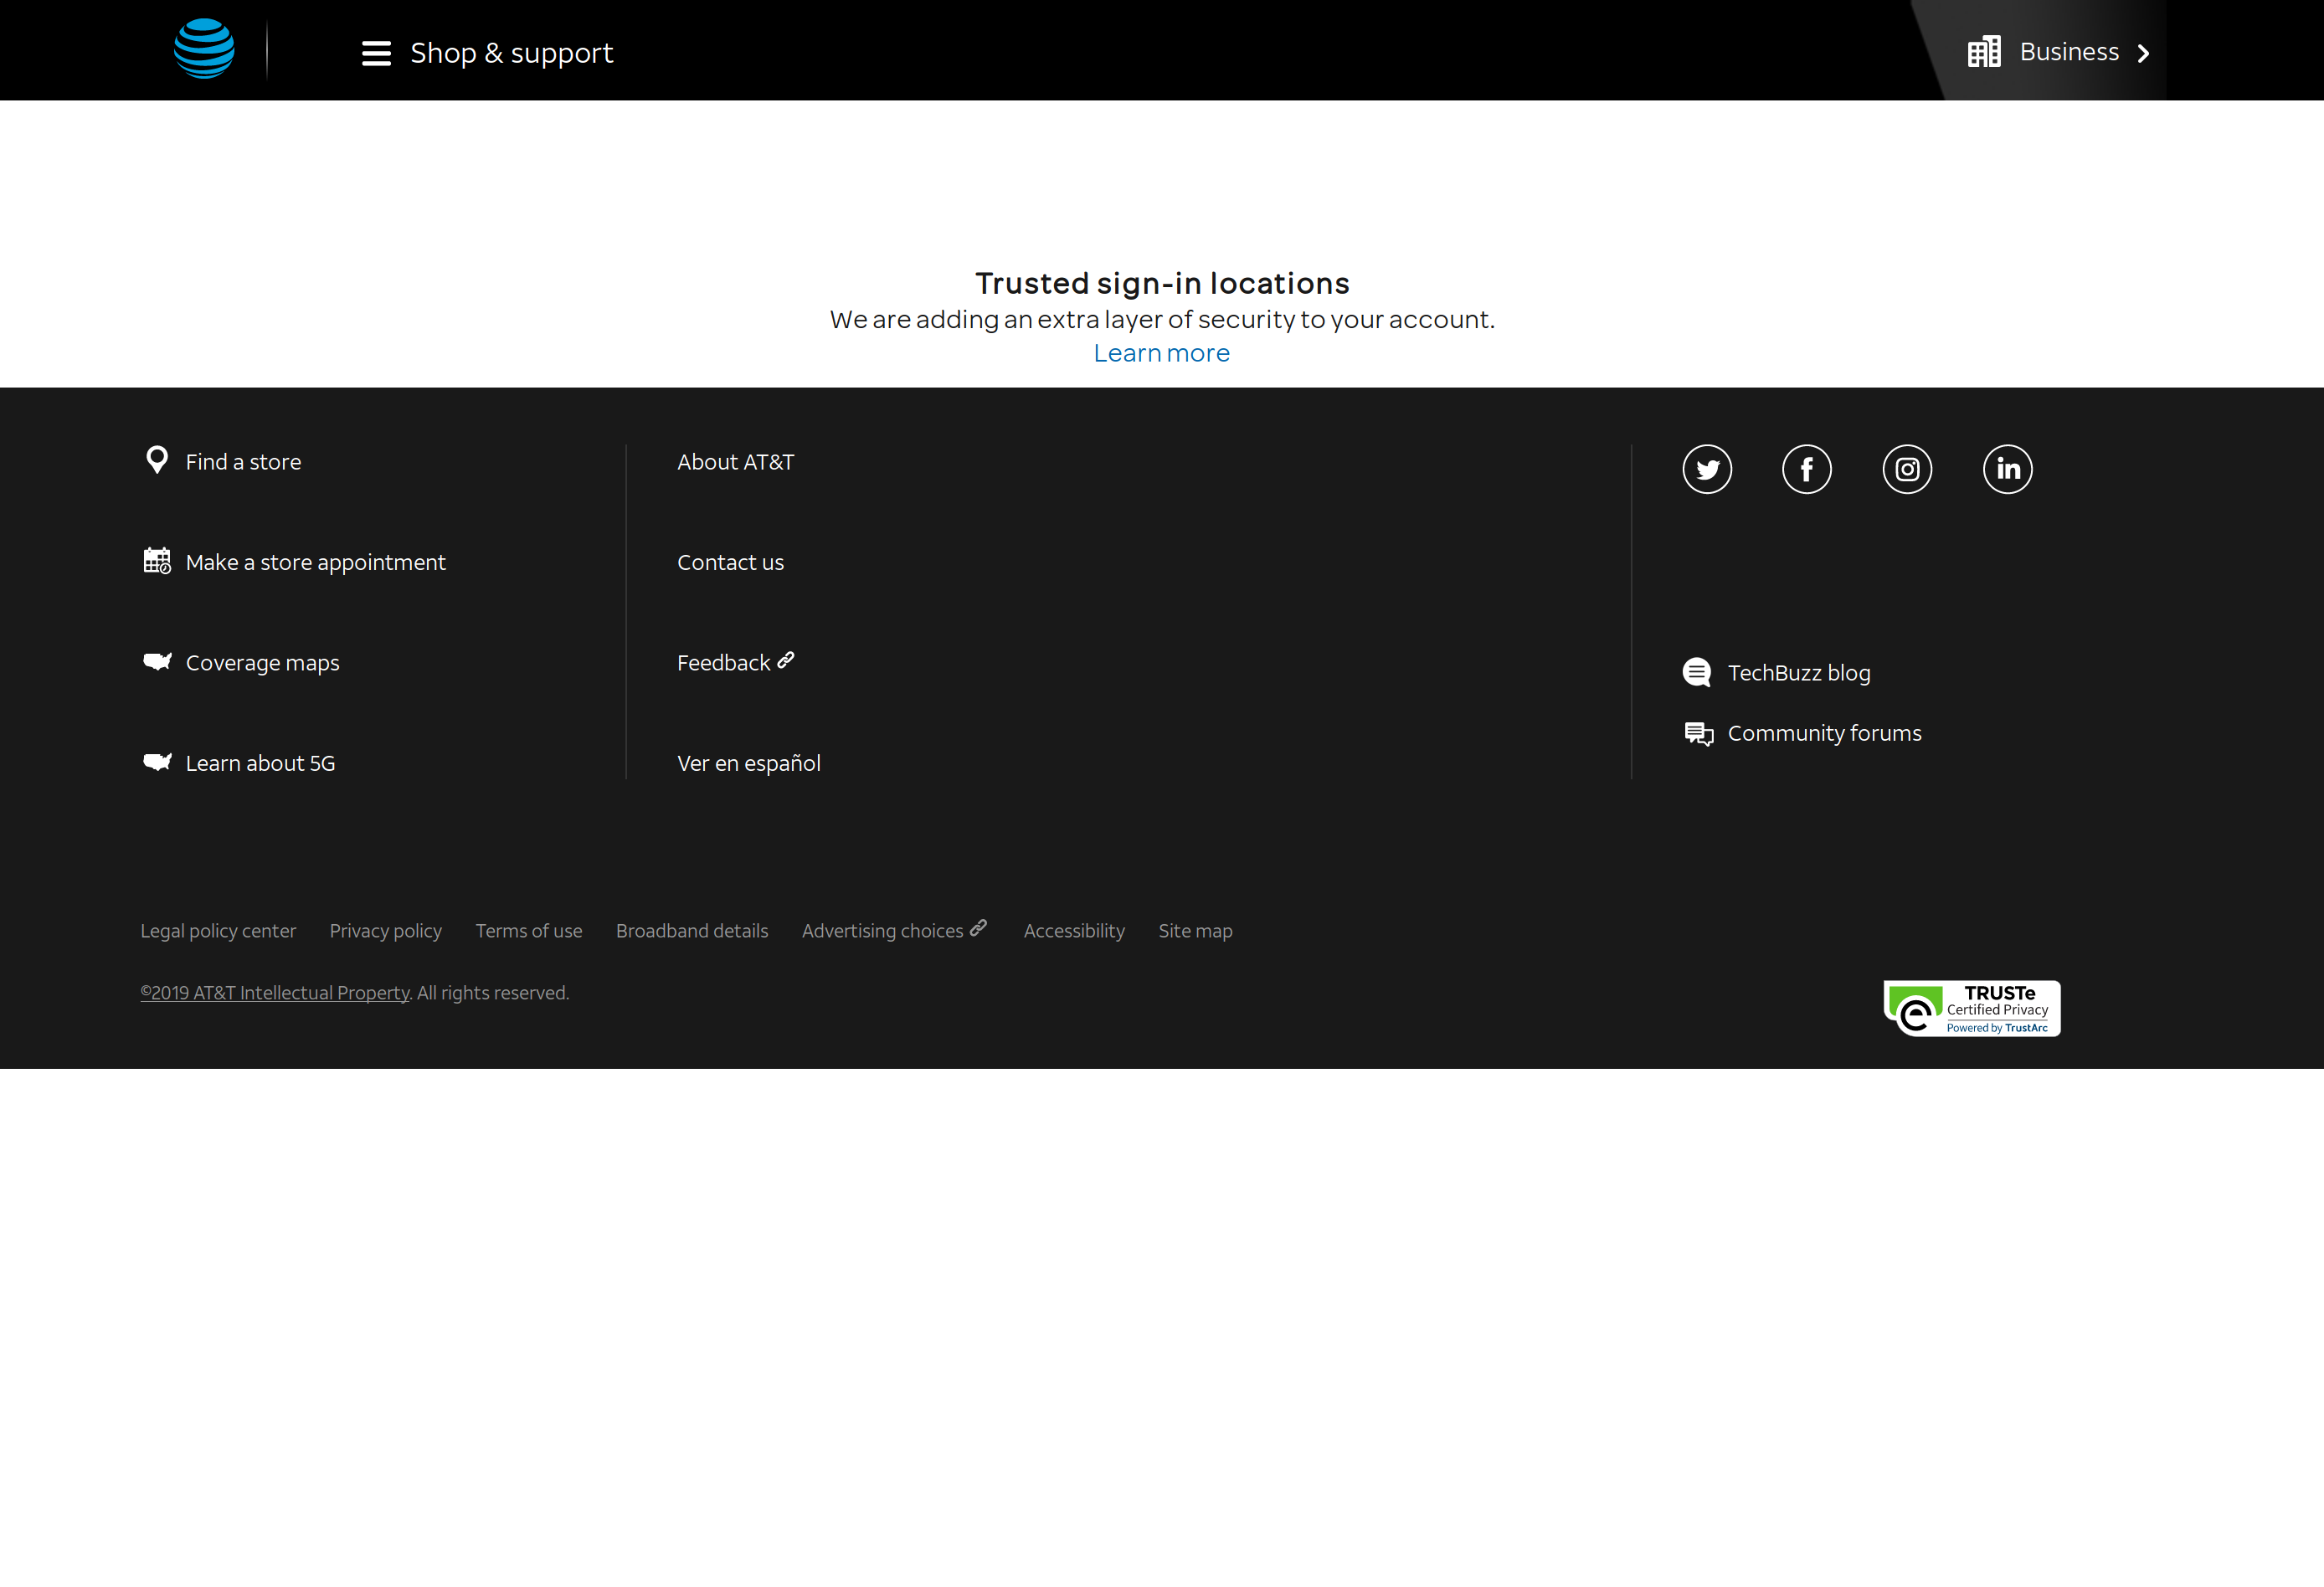 Shop & support
Business
Trusted sign-in locations
We are adding an extra layer of security to your account.
Learn more
Find a store
Make a store appointment
Coverage maps
Learn about 5G
About AT&T
Contact us
Feedback
Ver en español
TechBuzz blog
Community forums
Legal policy center Privacy policy Terms of use Broadband details Advertising choices Accessibility Site map
©2019 AT&T Intellectual Property. All rights reserved.
TRUSTe
Certified Privacy
Powered by TrustArc